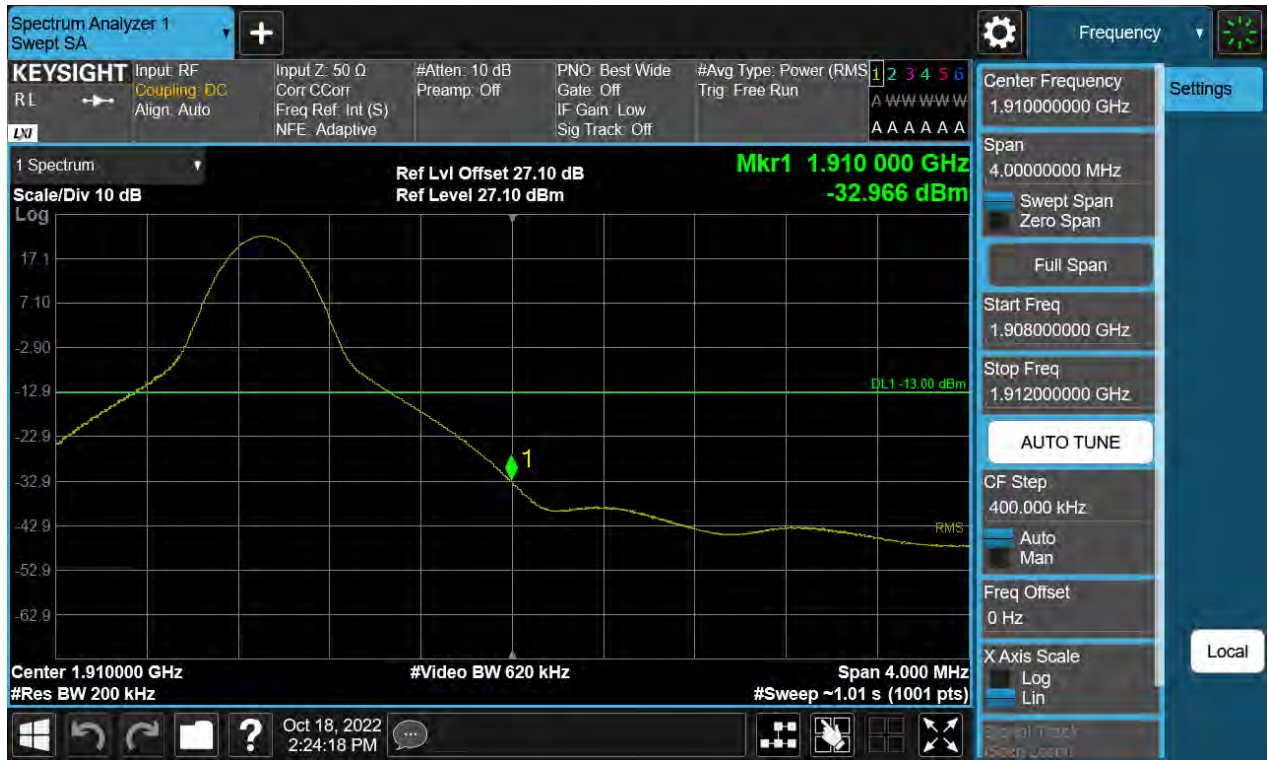 Spectrum Analyzer 1
Swept SA
Frequency
KEYSIGHT
RL
LXI
Input: RF
Coupling: DC
Align: Auto
Input Z: 50 Ω
Corr CCorr
Freq Ref: Int (S)
NFE: Adaptive
#Atten: 10 dB
Preamp: Off
PNO: Best Wide
Gate: Off
IF Gain: Low
Sig Track: Off
#Avg Type: Power (RMS
Trig: Free Run
1 2 3 4 5 6
A W W W W W
A A A A A A
Center Frequency
1.910000000 GHz
Settings
Span
4.00000000 MHz
Swept Span
Zero Span
Full Span
Start Freq
1.908000000 GHz
Stop Freq
1.912000000 GHz
AUTO TUNE
CF Step
400.000 kHz
Auto
Man
Freq Offset
0 Hz
X Axis Scale
Log
Lin
Local
1 Spectrum
Scale/Div 10 dB
Log
Ref Lvl Offset 27.10 dB
Ref Level 27.10 dBm
Mkr1 1.910 000 GHz
-32.966 dBm
17.1
7.10
-2.90
-12.9
-22.9
-32.9
-42.9
-52.9
-62.9
DL1 -13.00 dBm
1
RMS
Center 1.910000 GHz
#Res BW 200 kHz
#Video BW 620 kHz
Span 4.000 MHz
#Sweep ~1.01 s (1001 pts)
?
Oct 18, 2022
2:24:18 PM